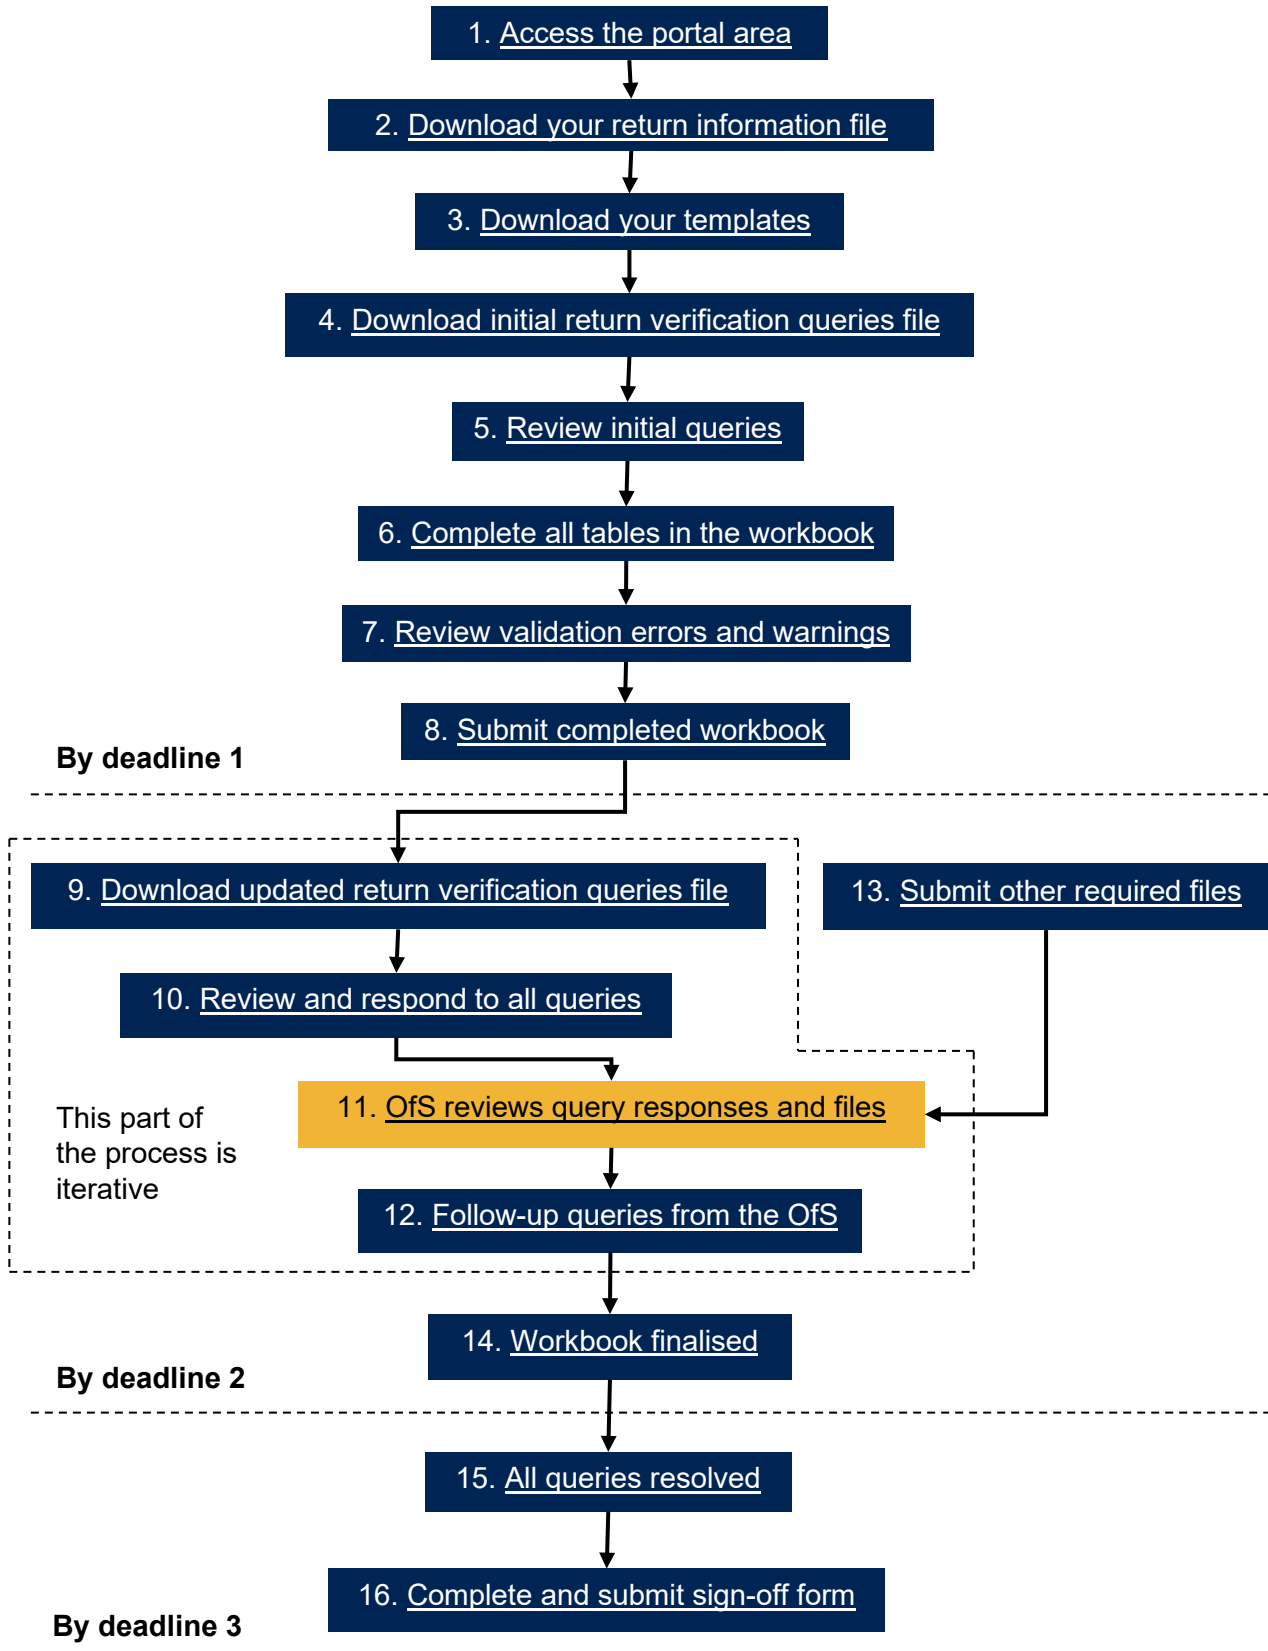 1. Access the portal area
2. Download your return information file
3. Download your templates
4. Download initial return verification queries file
5. Review initial queries
6. Complete all tables in the workbook
7. Review validation errors and warnings
8. Submit completed workbook
By deadline 1
9. Download updated return verification queries file
13. Submit other required files
10. Review and respond to all queries
11. OfS reviews query responses and files
This part of
the process is
iterative
12. Follow-up queries from the OfS
14. Workbook finalised
By deadline 2
15. All queries resolved
16. Complete and submit sign-off form
By deadline 3